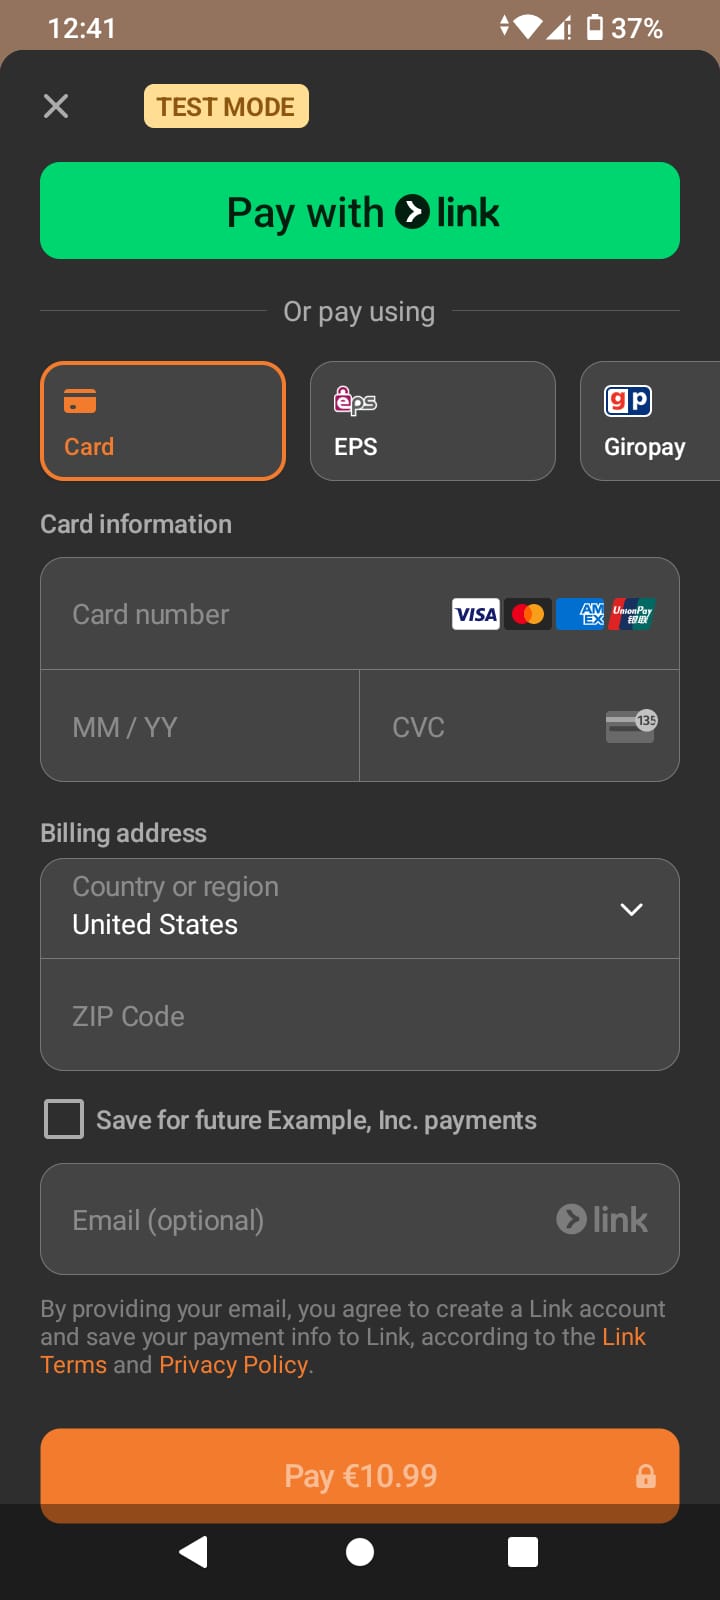 12:41 37%
TEST MODE
Pay with link
Or pay using
Card
eps
EPS
gp
Giropay
Card information
Card number VISA AM EX UnionPay 银联
MM / YY CVC 135
Billing address
Country or region
United States
ZIP Code
Save for future Example, Inc. payments
Email (optional) link
By providing your email, you agree to create a Link account
and save your payment info to Link, according to the Link
Terms and Privacy Policy.
Pay €10.99